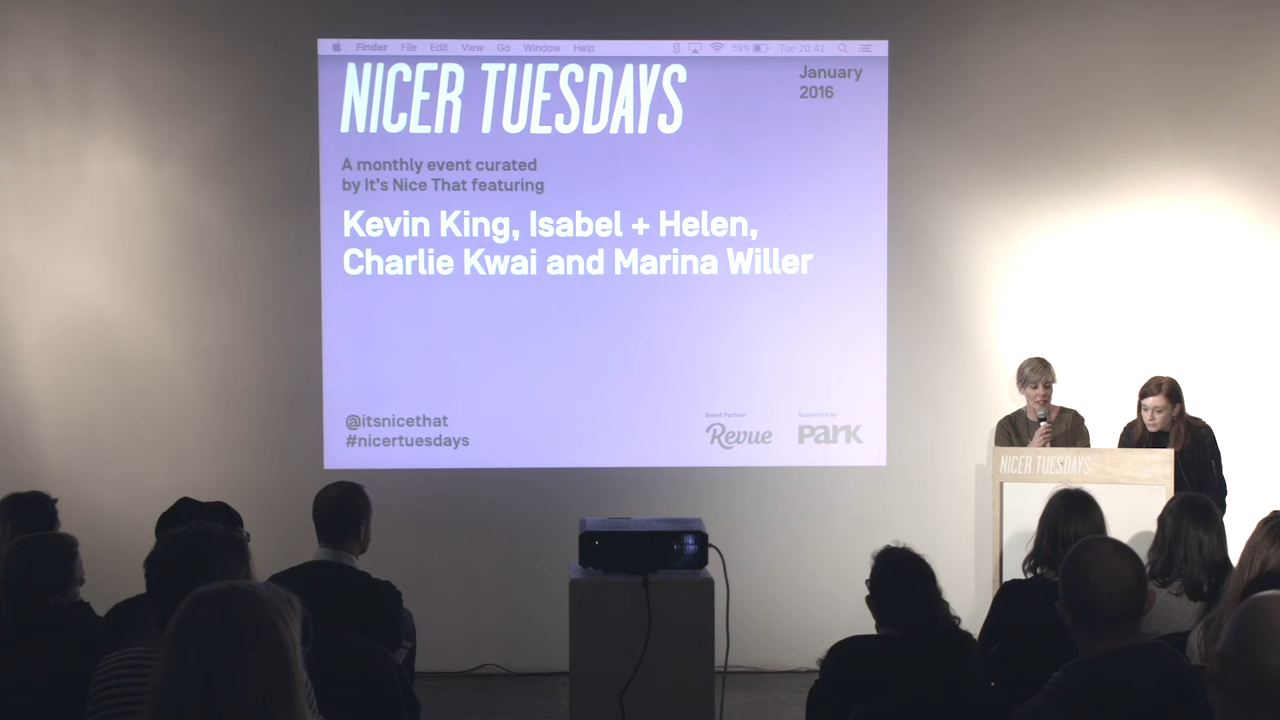 Finder File Edit View Go Window Help 59% Tue 20:42
NICER TUESDAYS
January
2016
A monthly event curated
by It's Nice That featuring
Kevin King, Isabel + Helen,
Charlie Kwai and Marina Willer
@itsnicethat
#nicertuesdays
Event Partner
Revue
Supported by
Park
NICER TUESDAYS